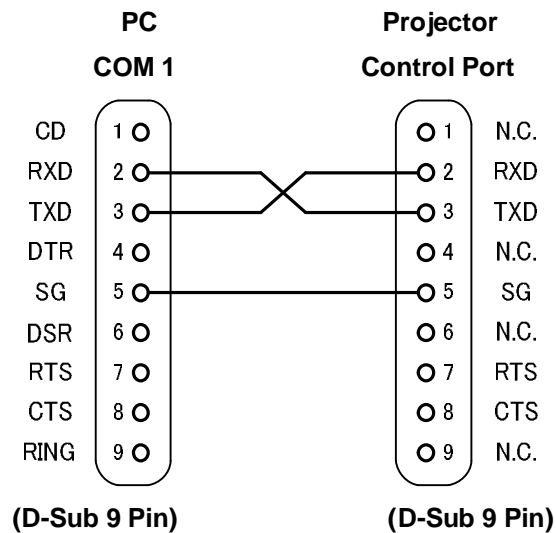 PC Projector
COM 1 Control Port
CD 1 1 N.C.
RXD 2 2 RXD
TXD 3 3 TXD
DTR 4 4 N.C.
SG 5 5 SG
DSR 6 6 N.C.
RTS 7 7 RTS
CTS 8 8 CTS
RING 9 9 N.C.
(D-Sub 9 Pin) (D-Sub 9 Pin)